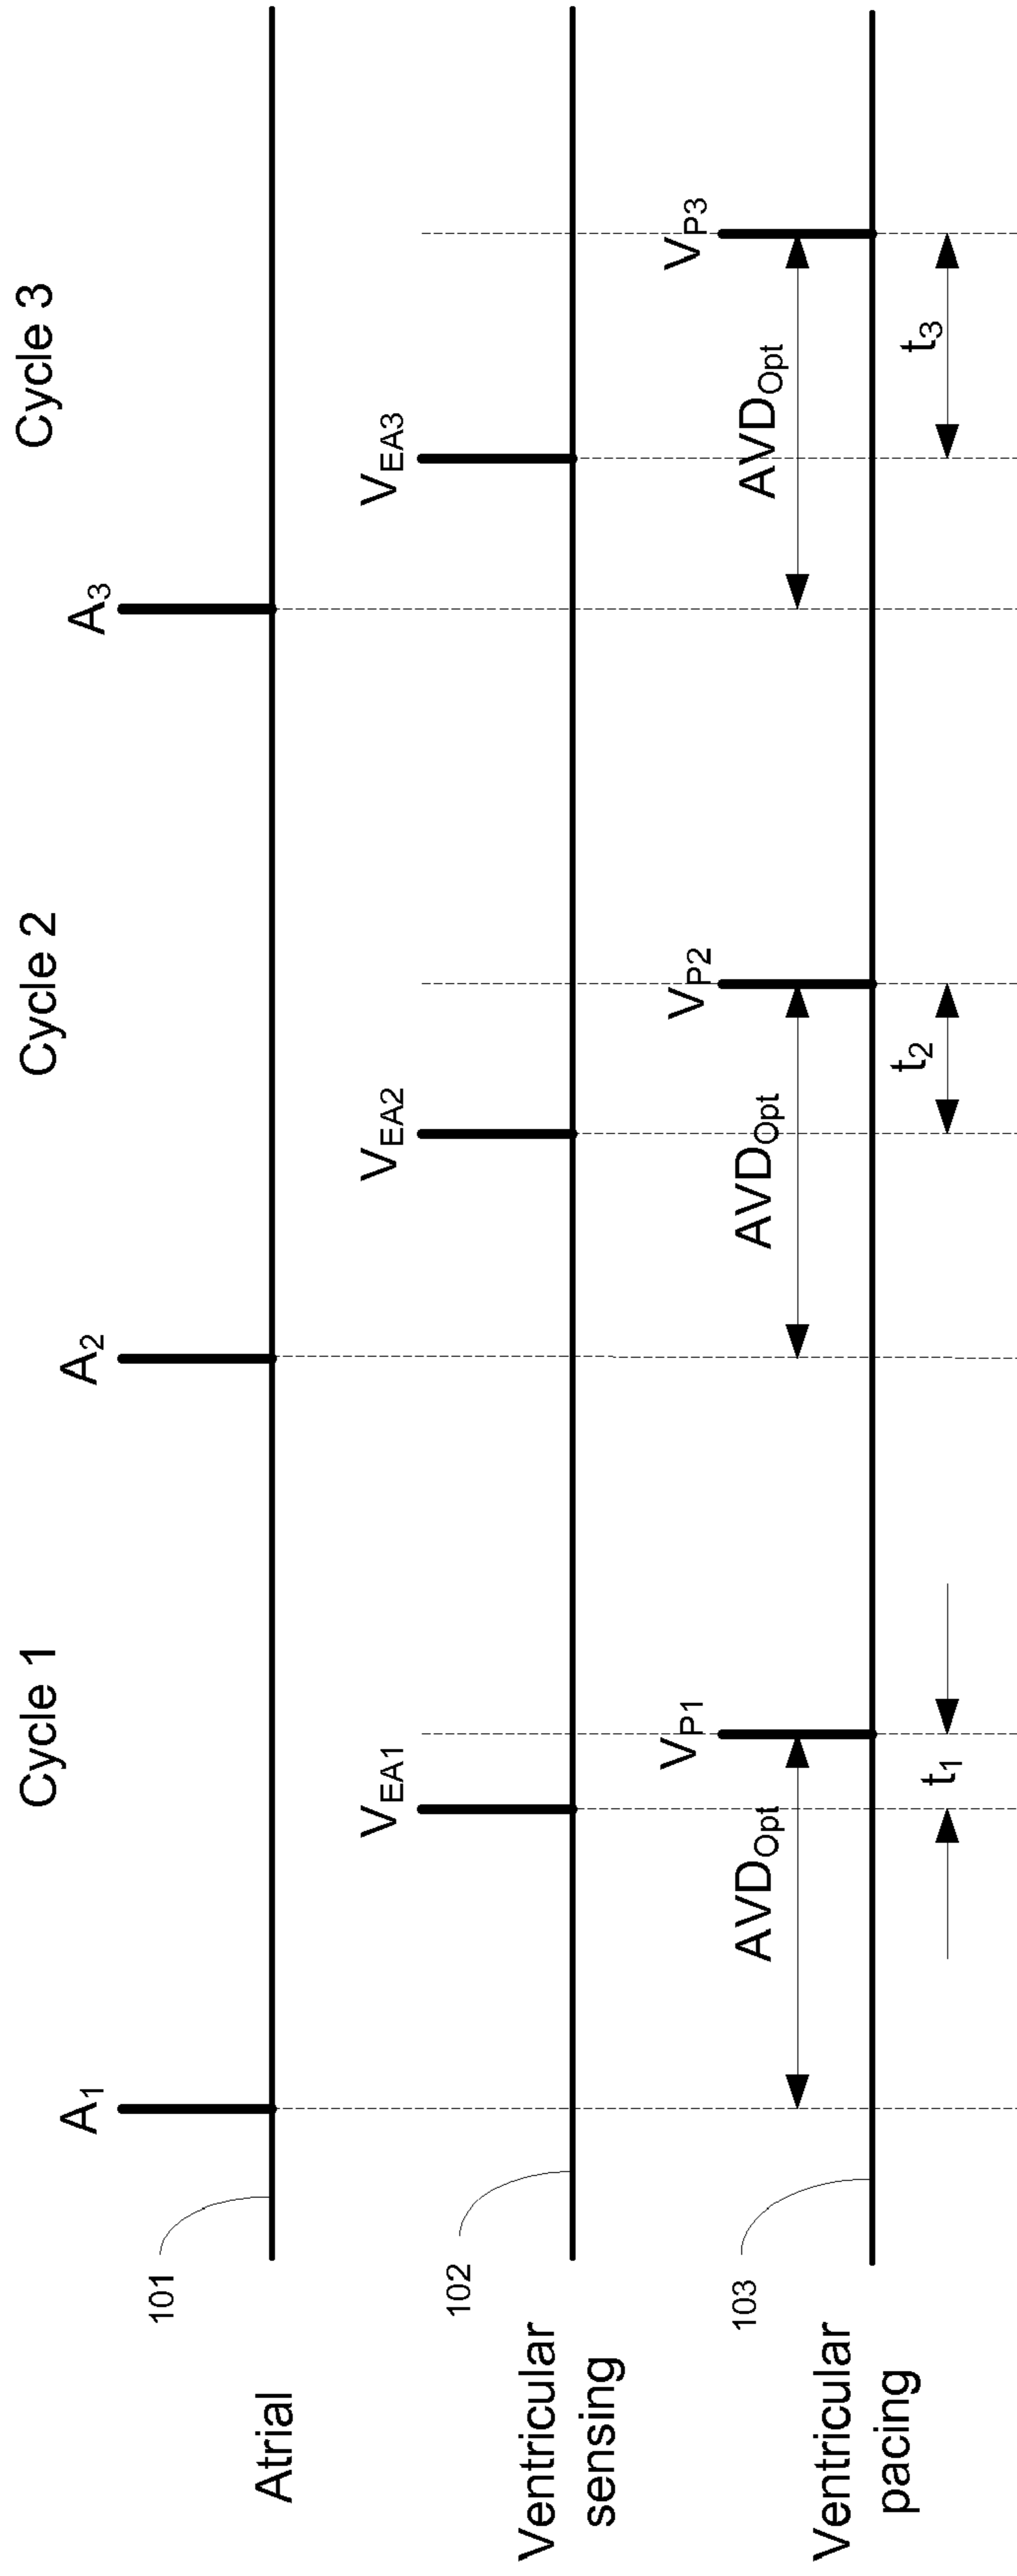 Cycle 1
Cycle 2
Cycle 3
A1
A2
A3
101
Atrial
VEA1
VEA2
VEA3
102
Ventricular
sensing
VP1
VP2
VP3
AVDOpt
AVDOpt
AVDOpt
103
Ventricular
pacing
t1
t2
t3